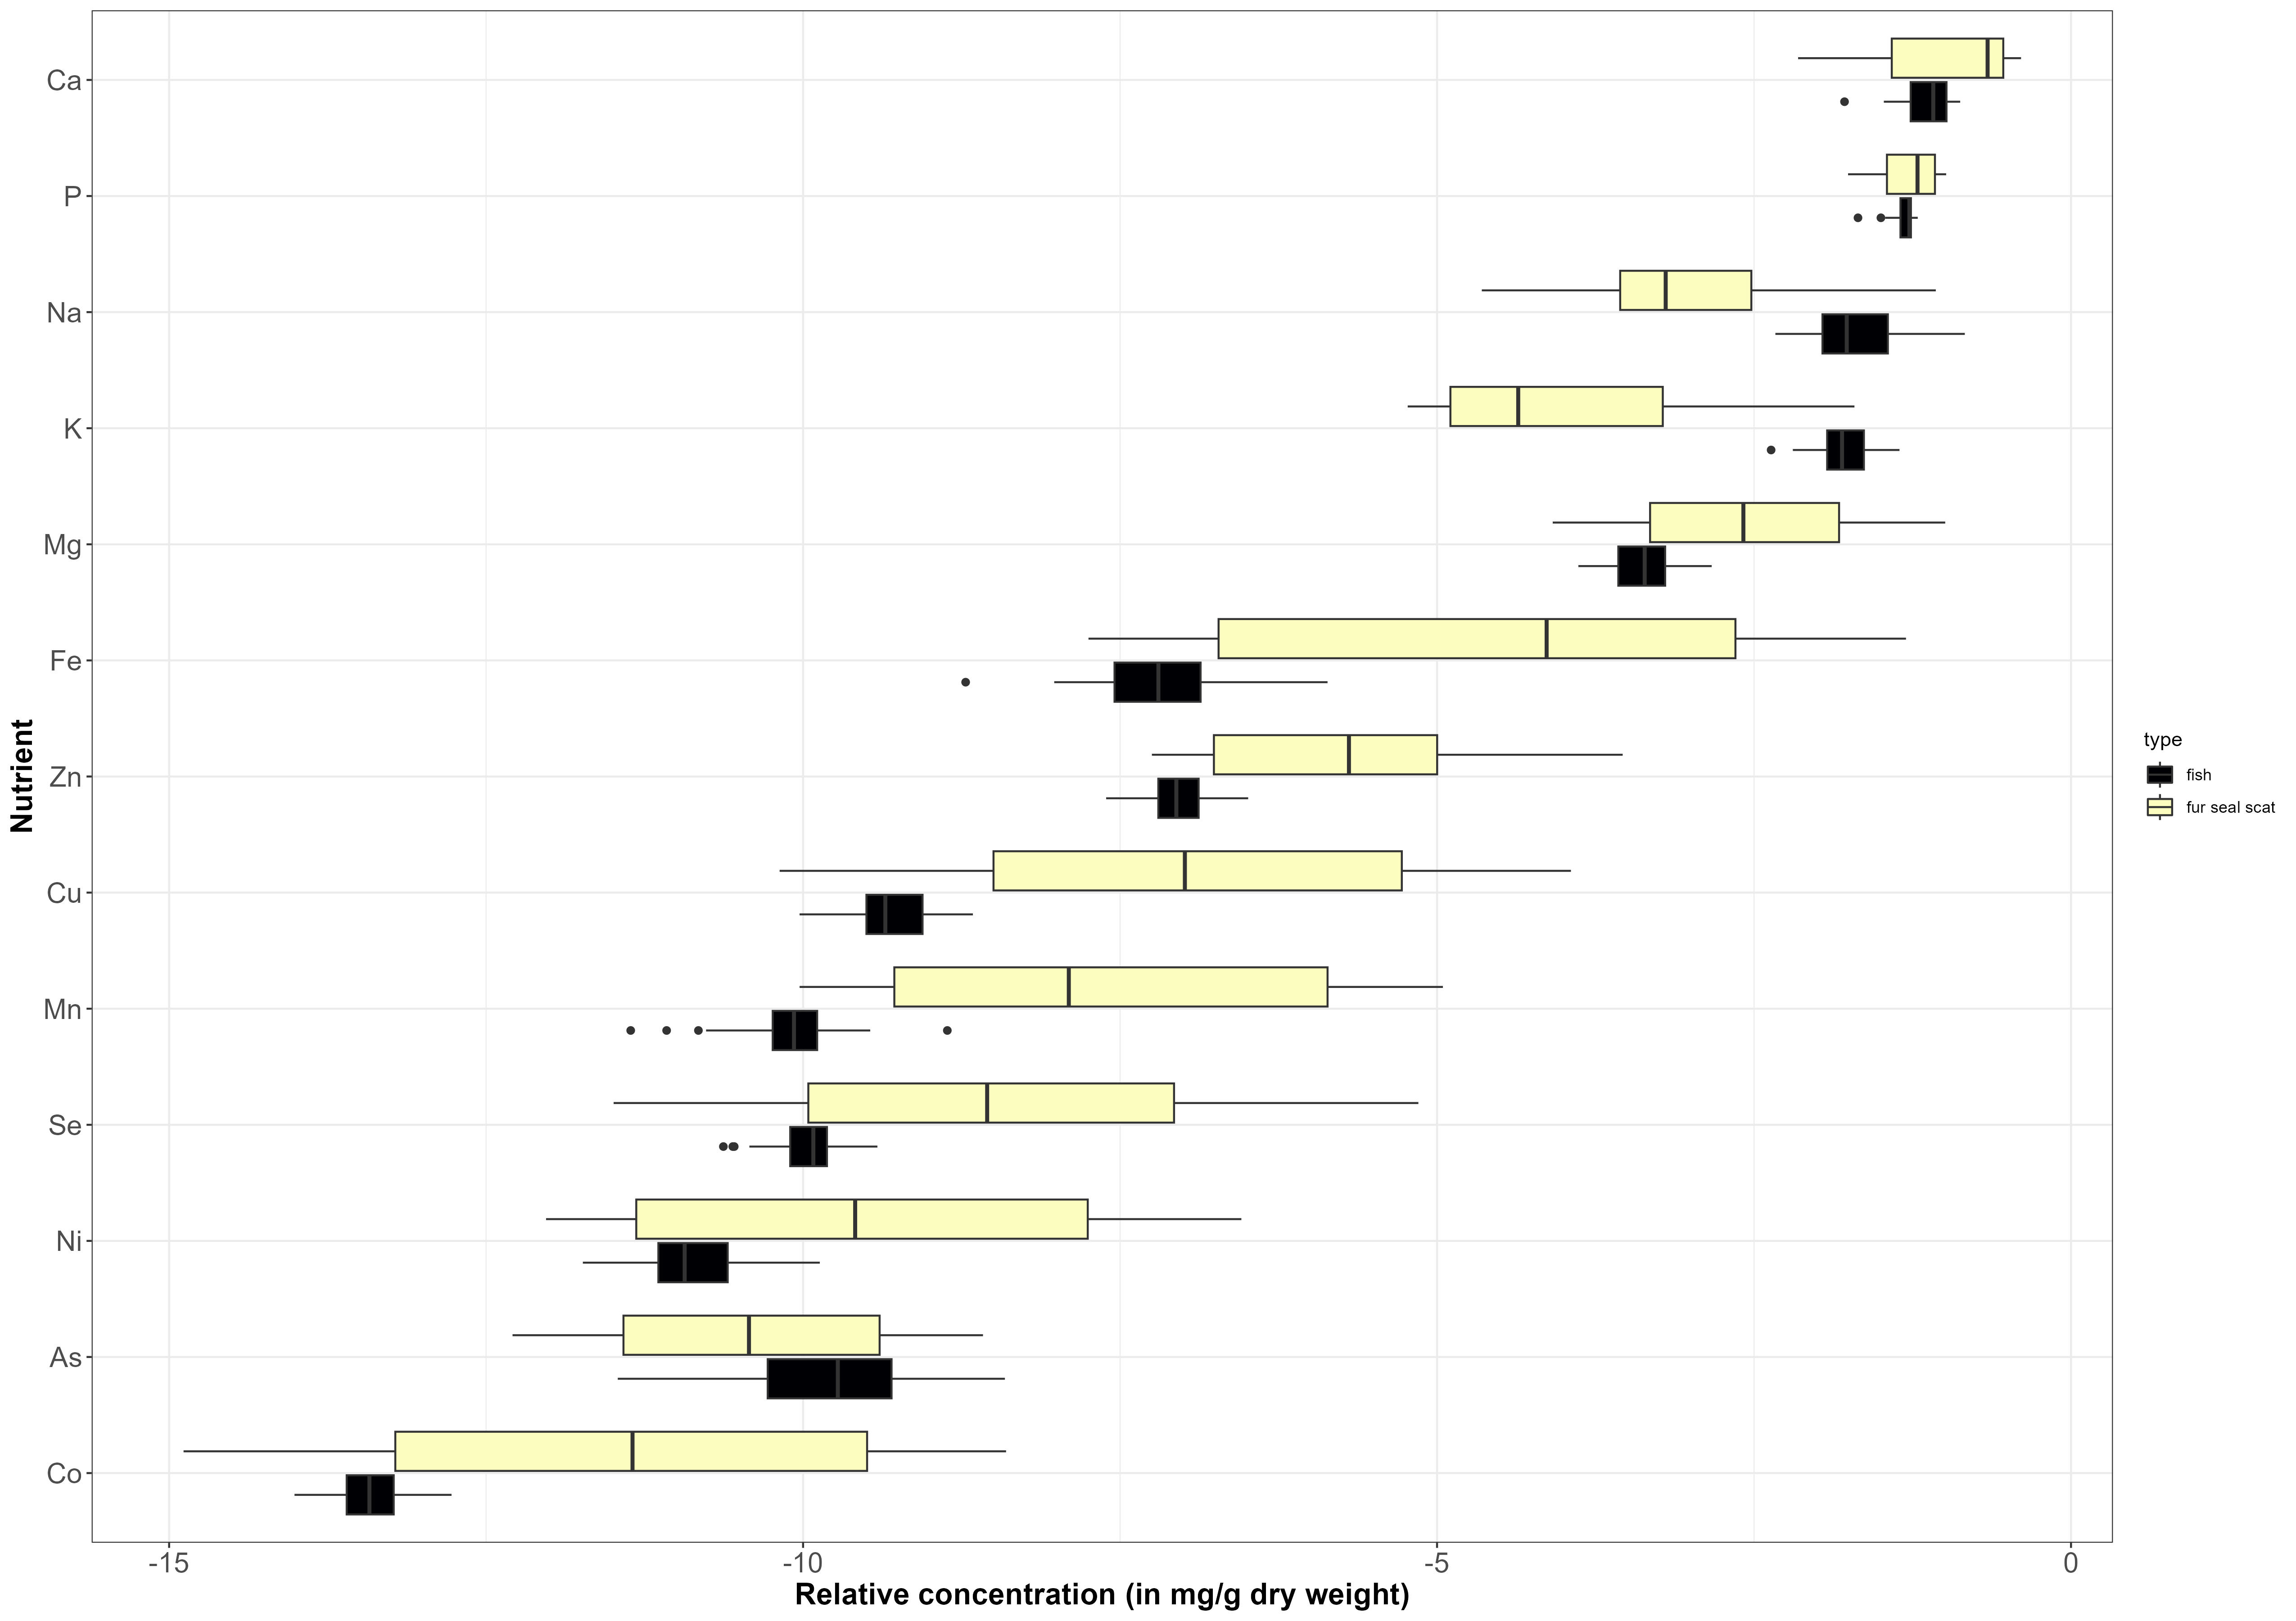 Ca
P
Na
K
Mg
Fe
Zn
Cu
Mn
Se
Ni
As
Co
Nutrient
-15
-10
-5
0
Relative concentration (in mg/g dry weight)
type
fish
fur seal scat